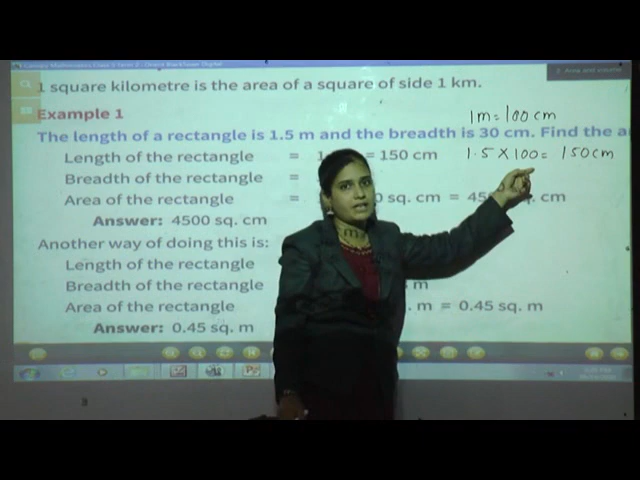 1 square kilometre is the area of a square of side 1 km.
Example 1
1m = 100 cm
The length of a rectangle is 1.5 m and the breadth is 30 cm. Find the
Length of the rectangle = = 150 cm
1.5 X 100 = 150 cm
Breadth of the rectangle =
Area of the rectangle = sq. cm = cm
Answer: 4500 sq. cm
Another way of doing this is:
Length of the rectangle
Breadth of the rectangle m
Area of the rectangle m = 0.45 sq. m
Answer: 0.45 sq. m